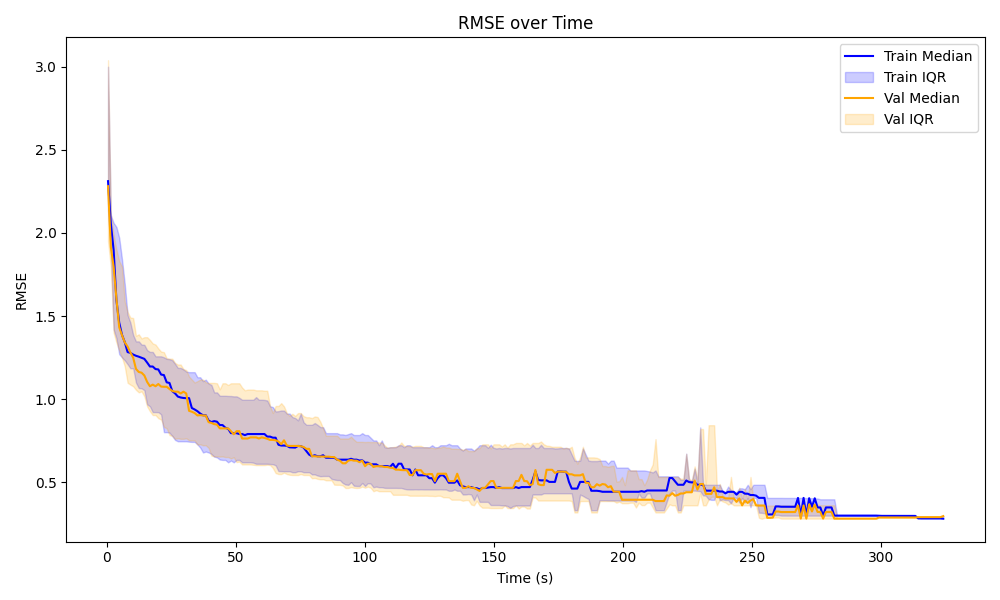 RMSE over Time
Train Median
Train IQR
Val Median
Val IQR
RMSE
3.0
2.5
2.0
1.5
1.0
0.5
0 50 100 150 200 250 300
Time (s)